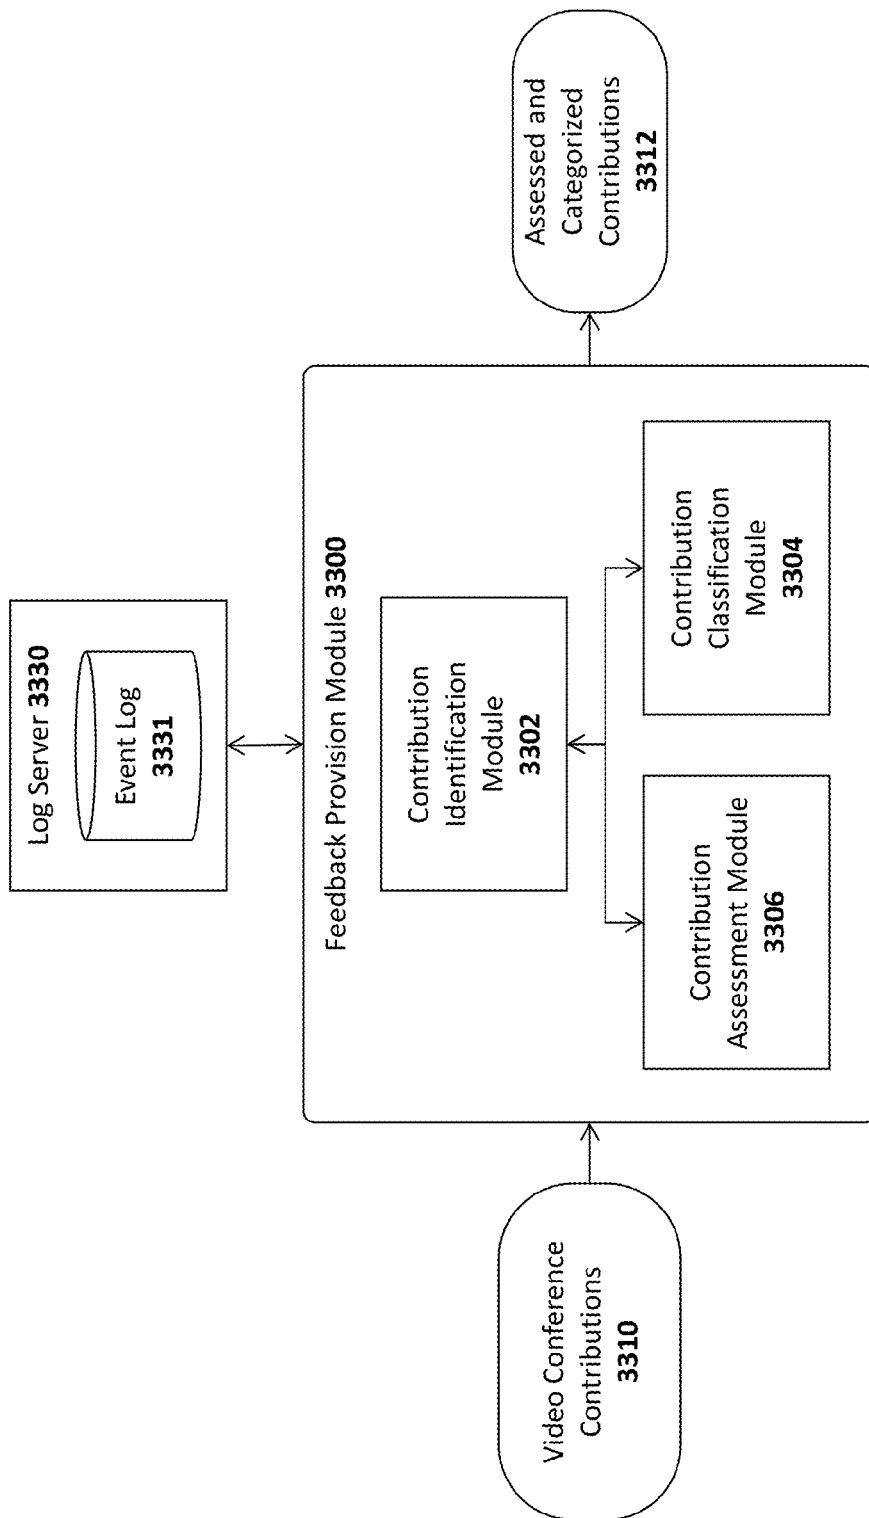 Log Server 3330
Event Log
3331
Feedback Provision Module 3300
Contribution
Identification
Module
3302
Contribution
Assessment Module
3306
Contribution
Classification
Module
3304
Video Conference
Contributions
3310
Assessed and
Categorized
Contributions
3312